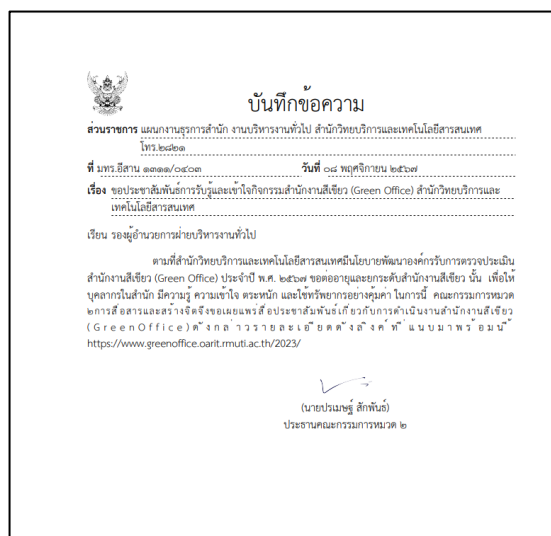 บันทึกข้อความ
ส่วนราชการ แผนกงานธุรการสำนัก งานบริหารงานทั่วไป สำนักวิทยบริการและเทคโนโลยีสารสนเทศ
โทร.๒๘๒๑
ที่ มทร.อีสาน ๑๓๑๑/๐๔๐๓ วันที่ ๐๘ พฤศจิกายน ๒๕๖๗
เรื่อง ขอประชาสัมพันธ์การรับรู้และเข้าใจกิจกรรมสำนักงานสีเขียว (Green Office) สำนักวิทยบริการและ
เทคโนโลยีสารสนเทศ
เรียน รองผู้อำนวยการฝ่ายบริหารงานทั่วไป
ตามที่สำนักวิทยบริการและเทคโนโลยีสารสนเทศมีนโยบายพัฒนาองค์กรรับการตรวจประเมิน
สำนักงานสีเขียว (Green Office) ประจำปี พ.ศ. ๒๕๖๗ ขอต่ออายุและยกระดับสำนักงานสีเขียว นั้น เพื่อให้
บุคลากรในสำนัก มีความรู้ ความเข้าใจ ตระหนัก และใช้ทรัพยากรอย่างคุ้มค่า ในการนี้ คณะกรรมการหมวด
๒การสื่อสารและสร้างจิตจึงขอเผยแพร่สื่อประชาสัมพันธ์เกี่ยวกับการดำเนินงานสำนักงานสีเขียว
(GreenOffice)ดังกล่าวรายละเอียดดังลิงค์ที่แนบมาพร้อมนี้
https://www.greenoffice.oarit.rmuti.ac.th/2023/
(นายปรเมษฐ์ สักพันธ์)
ประธานคณะกรรมการหมวด ๒